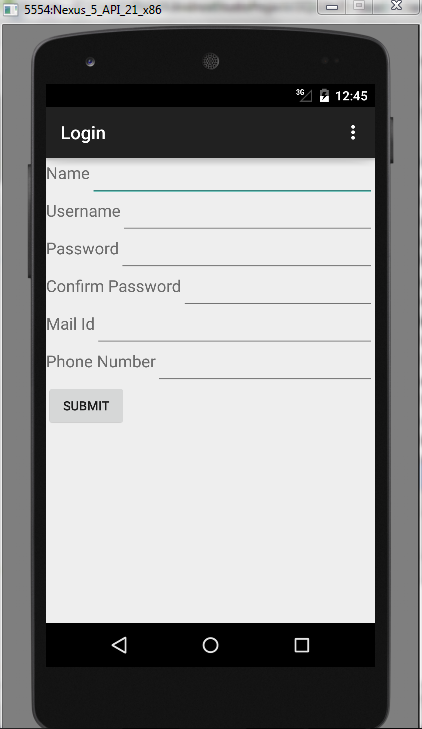 5554:Nexus_5_API_21_x86
3G 12:45
Login
Name
Username
Password
Confirm Password
Mail Id
Phone Number
SUBMIT